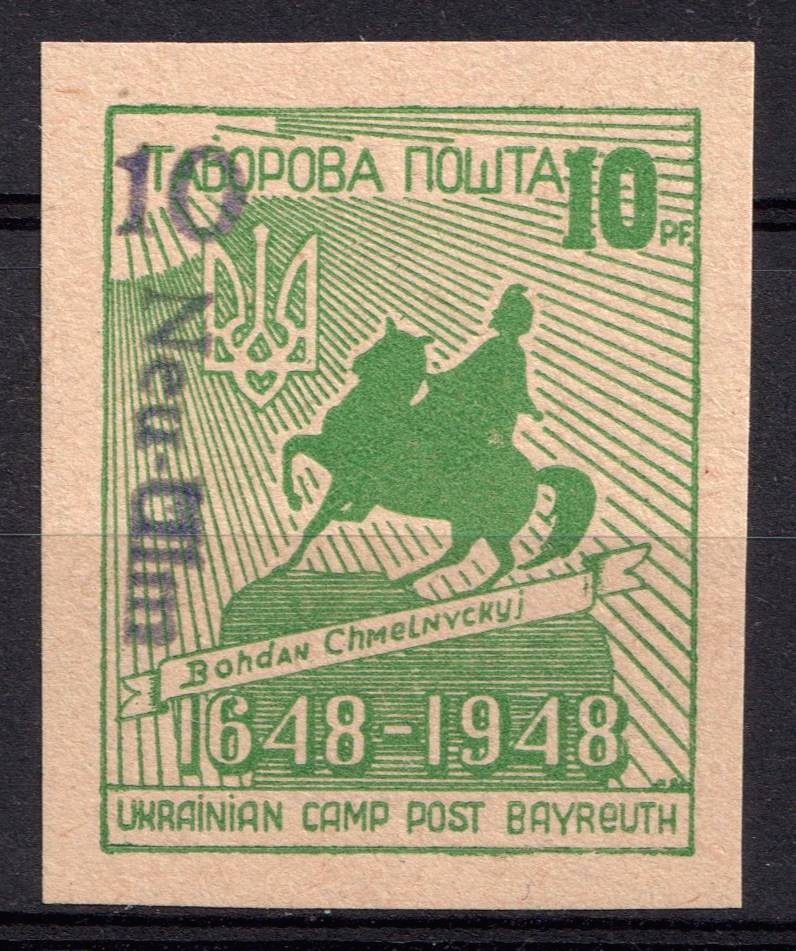 ТАБОРОВА ПОШТА 10 PF.
10
Neu-Ulm
Bohdan Chmelnyckyj
1648-1948
UKRAINIAN CAMP POST BAYREUTH